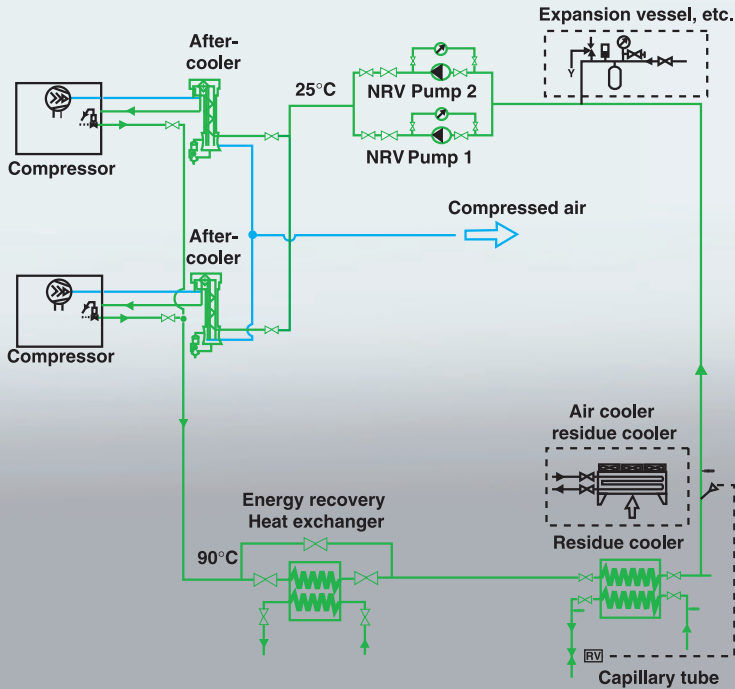 Expansion vessel, etc.
After-
cooler
25°C
NRV Pump 2
Y
NRV Pump 1
Compressor
Compressed air
After-
cooler
Compressor
Air cooler
residue cooler
Energy recovery
Heat exchanger
Residue cooler
90°C
RV
Capillary tube